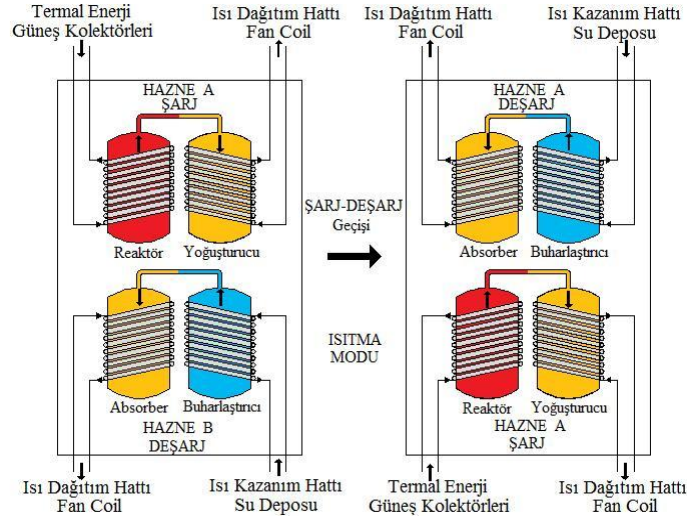 Termal Enerji
Güneş Kolektörleri
Isı Dağıtım Hattı
Fan Coil
HAZNE A
ŞARJ
Reaktör
Yoğuşturucu
Absorber
Buharlaştırıcı
HAZNE B
DEŞARJ
Isı Dağıtım Hattı
Fan Coil
Isı Kazanım Hattı
Su Deposu
ŞARJ-DEŞARJ
Geçişi
ISITMA
MODU
Isı Dağıtım Hattı
Fan Coil
Isı Kazanım Hattı
Su Deposu
HAZNE A
DEŞARJ
Absorber
Buharlaştırıcı
Reaktör
Yoğuşturucu
HAZNE A
ŞARJ
Termal Enerji
Güneş Kolektörleri
Isı Dağıtım Hattı
Fan Coil